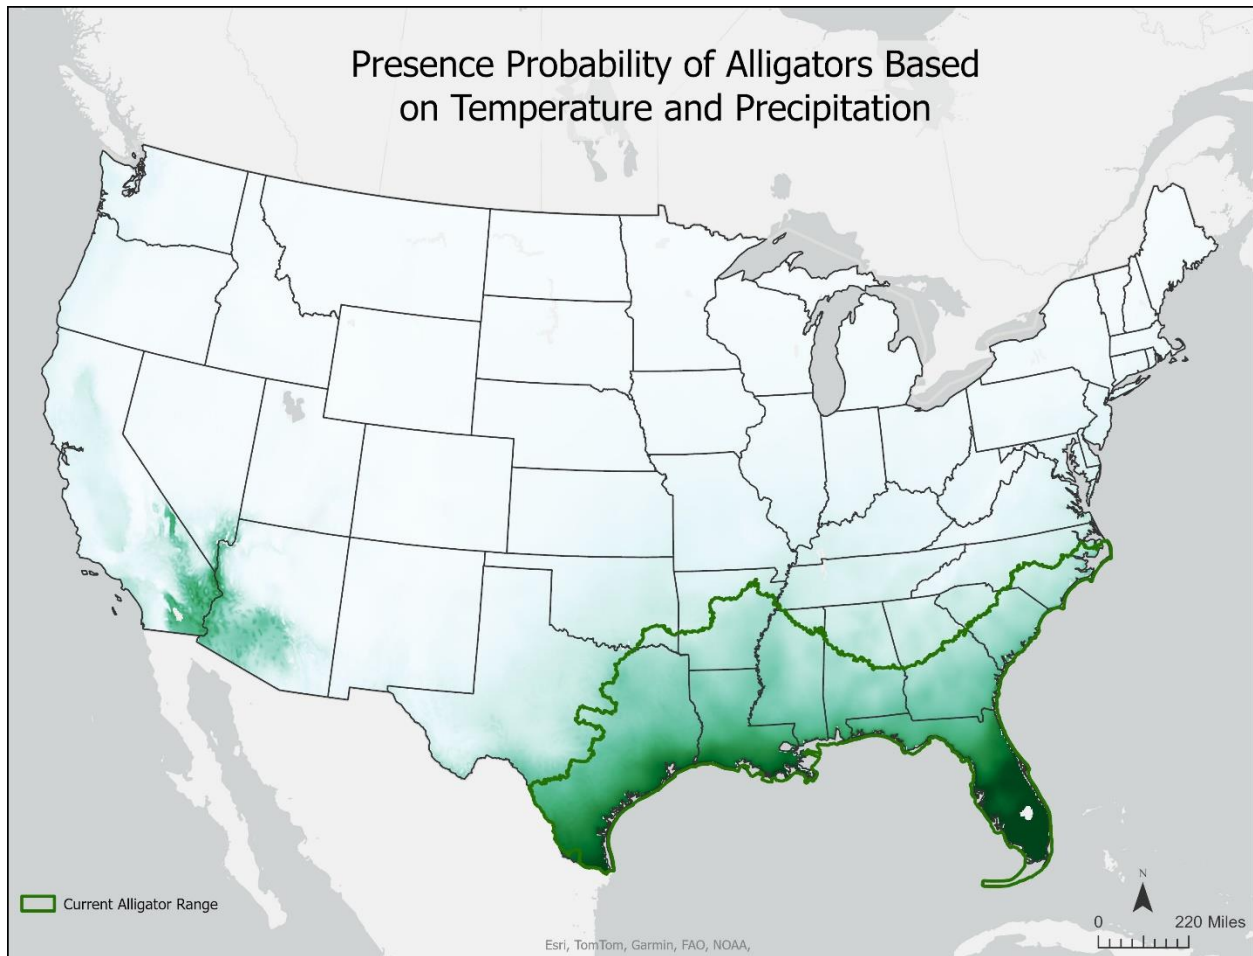 Presence Probability of Alligators Based
on Temperature and Precipitation
Current Alligator Range
N
0 220 Miles
Esri, TomTom, Garmin, FAO, NOAA,